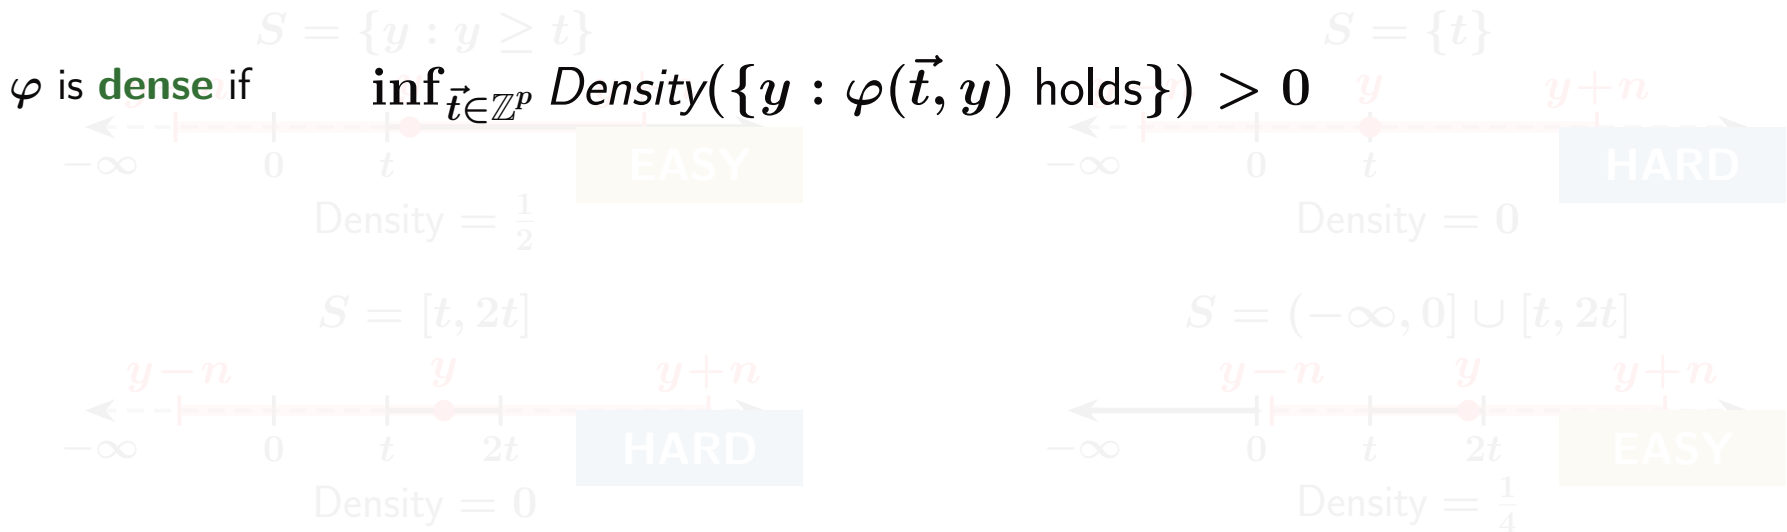 S = {y : y ≥ t}
S = {t}
φ is dense if inf_{t⃗∈ℤ^p} Density({y : φ(t⃗, y) holds}) > 0
y
y+n
−∞ 0 t
EASY
−∞ 0 t
HARD
Density = 1/2
Density = 0
S = [t, 2t]
S = (−∞, 0] ∪ [t, 2t]
y−n y y+n
y−n y y+n
−∞ 0 t 2t
HARD
−∞ 0 t 2t
EASY
Density = 0
Density = 1/4